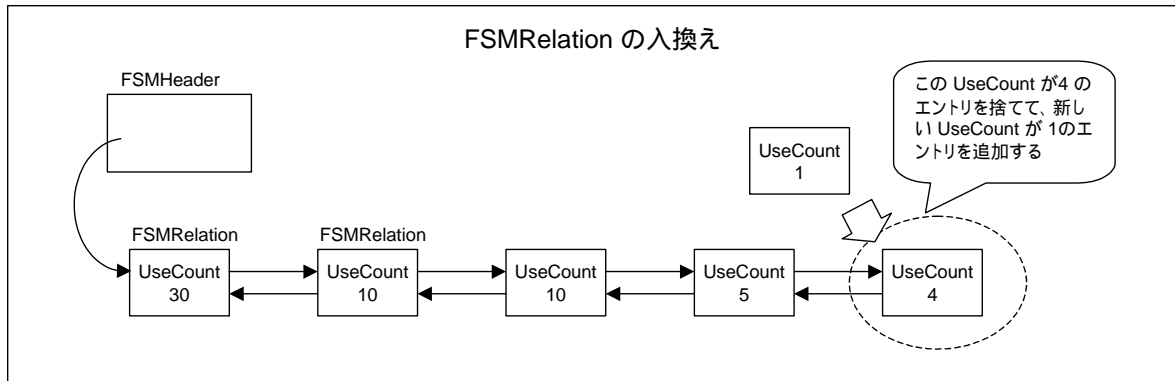 FSMRelation の入換え
FSMHeader
この UseCount が4 の
エントリを捨てて、新し
い UseCount が 1のエ
ントリを追加する
UseCount
1
FSMRelation
FSMRelation
UseCount
30
UseCount
10
UseCount
10
UseCount
5
UseCount
4